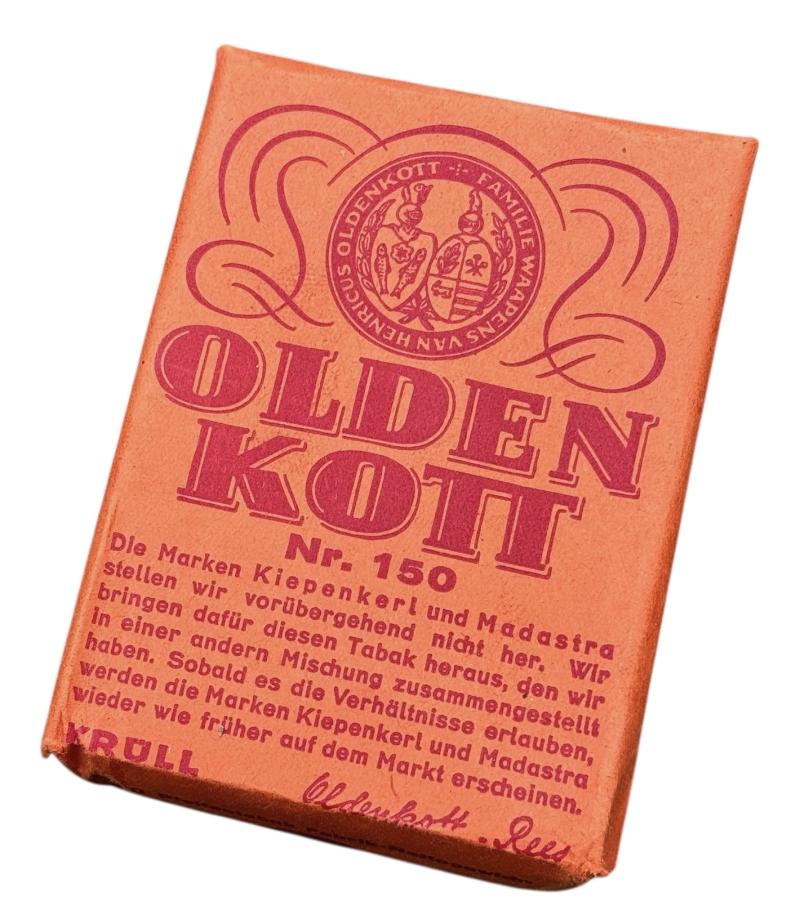 HENRICUS OLDENKOTT ·:· FAMILIE WAAPENS VAN
OLDEN
KOTT
Nr. 150
Die Marken Kiepenkerl und Madastra
stellen wir vorübergehend nicht her. Wir
bringen dafür diesen Tabak heraus, den wir
in einer andern Mischung zusammengestellt
haben. Sobald es die Verhältnisse erlauben,
werden die Marken Kiepenkerl und Madastra
wieder wie früher auf dem Markt erscheinen.
KRÜLL
Oldenkott - Rees